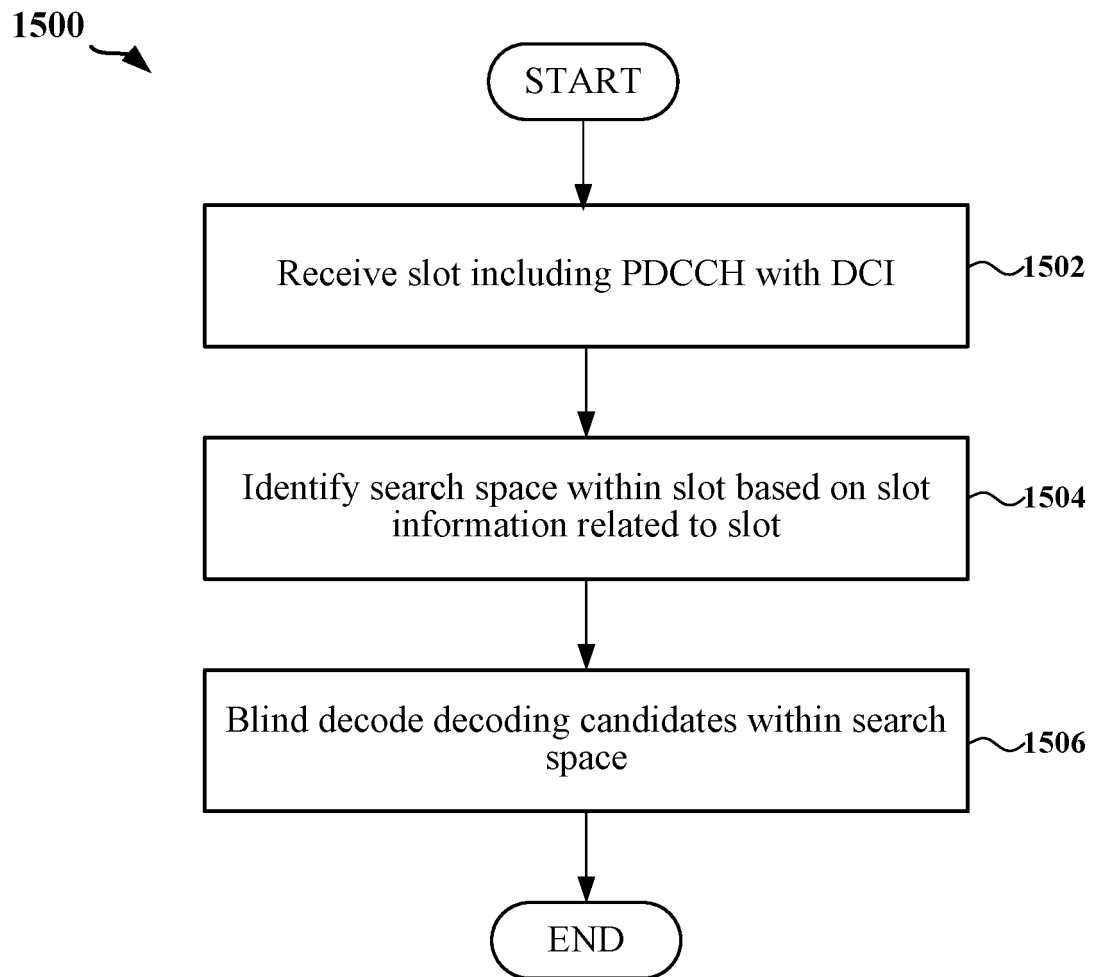 1500
START
Receive slot including PDCCH with DCI
1502
Identify search space within slot based on slot
information related to slot
1504
Blind decode decoding candidates within search
space
1506
END